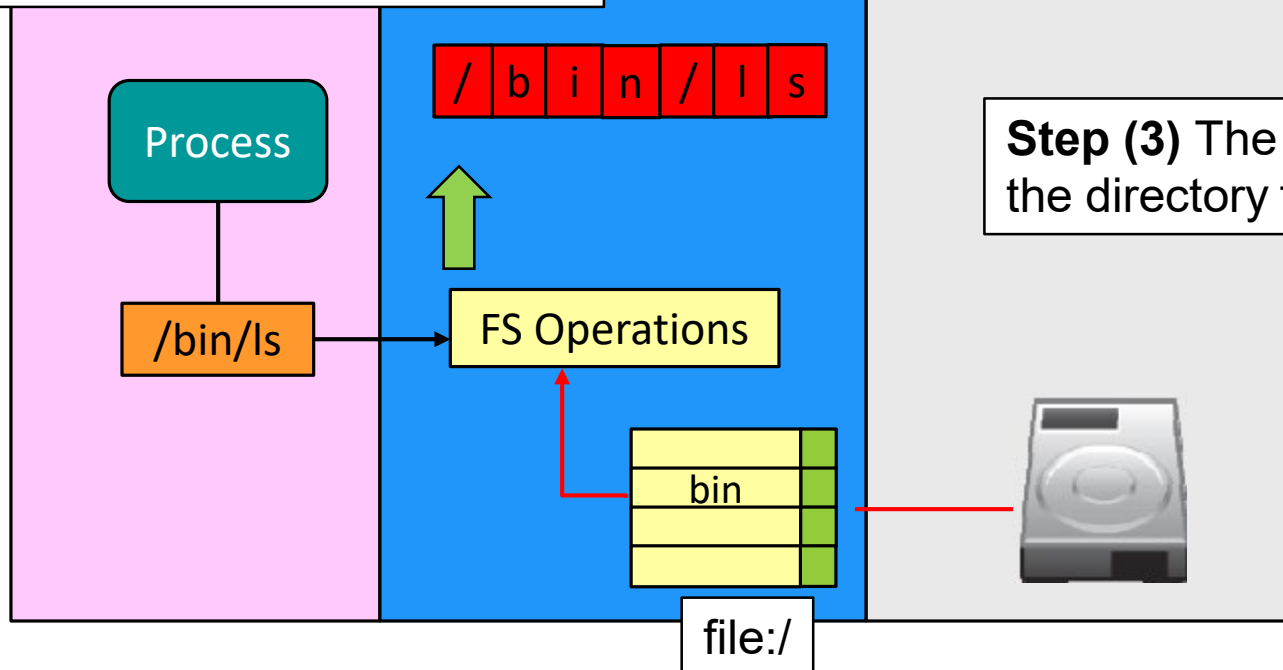 / b i n / l s
Process
Step (3) The
the directory
/bin/ls
FS Operations
bin
file:/